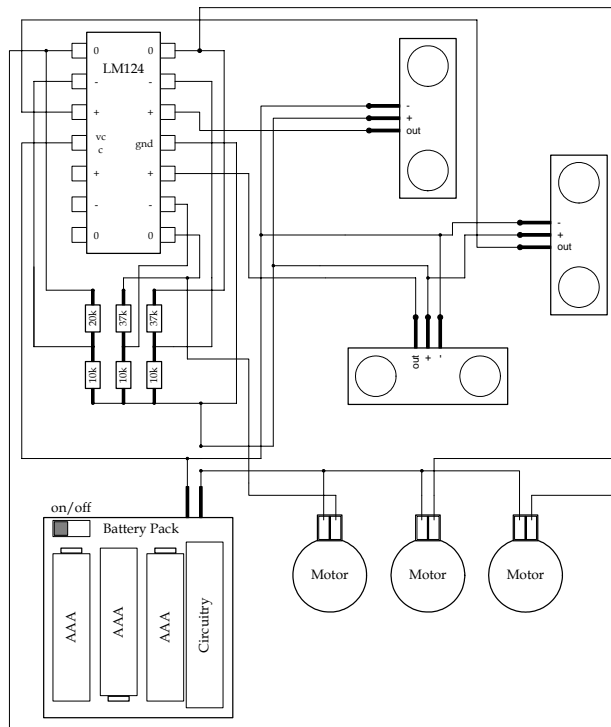 0 0
LM124
- -
+ +
vc
c
gnd
+ +
- -
0 0
-
+
out
-
+
out
out
+
-
20k
37k
37k
10k
10k
10k
on/off
Battery Pack
AAA
AAA
AAA
Circuitry
Motor
Motor
Motor